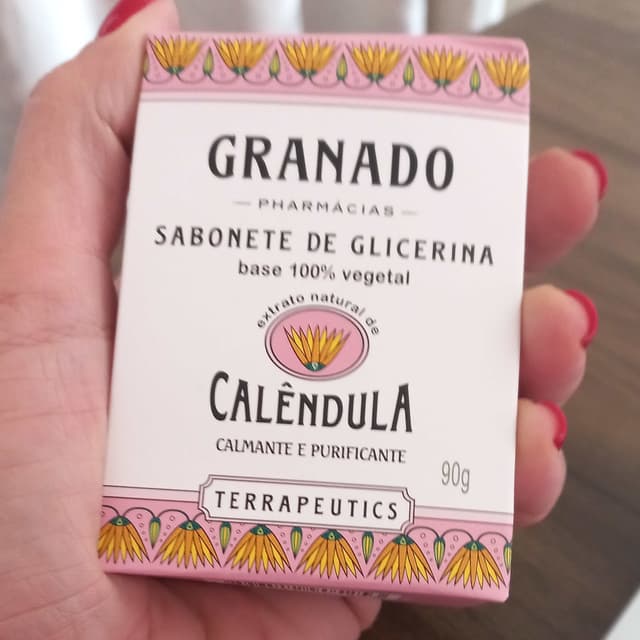 GRANADO
PHARMÁCIAS
SABONETE DE GLICERINA
base 100% vegetal
extrato natural de
CALÊNDULA
CALMANTE E PURIFICANTE
90g
TERRAPEUTICS